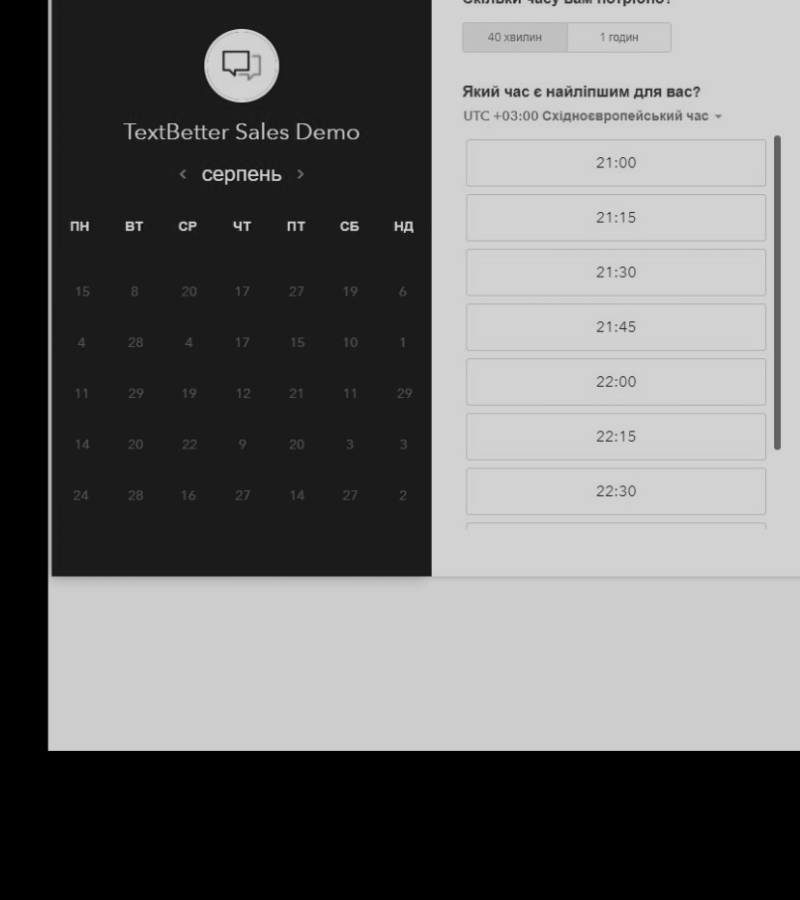 Скільки часу вам потрібно?
40 хвилин 1 годин
TextBetter Sales Demo
серпень
ПН ВТ СР ЧТ ПТ СБ НД
15 8 20 17 27 19 6
4 28 4 17 15 10 1
11 29 19 12 21 11 29
14 20 22 9 20 3 3
24 28 16 27 14 27 2
Який час є найліпшим для вас?
UTC +03:00 Східноєвропейський час
21:00
21:15
21:30
21:45
22:00
22:15
22:30